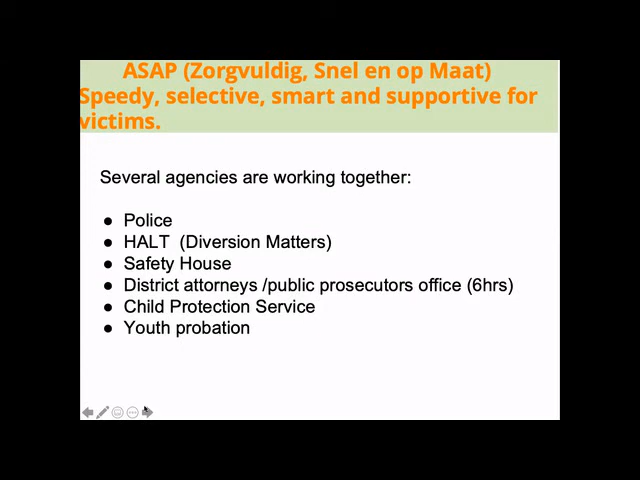 ASAP (Zorgvuldig, Snel en op Maat)
Speedy, selective, smart and supportive for
victims.
Several agencies are working together:
● Police
● HALT (Diversion Matters)
● Safety House
● District attorneys /public prosecutors office (6hrs)
● Child Protection Service
● Youth probation